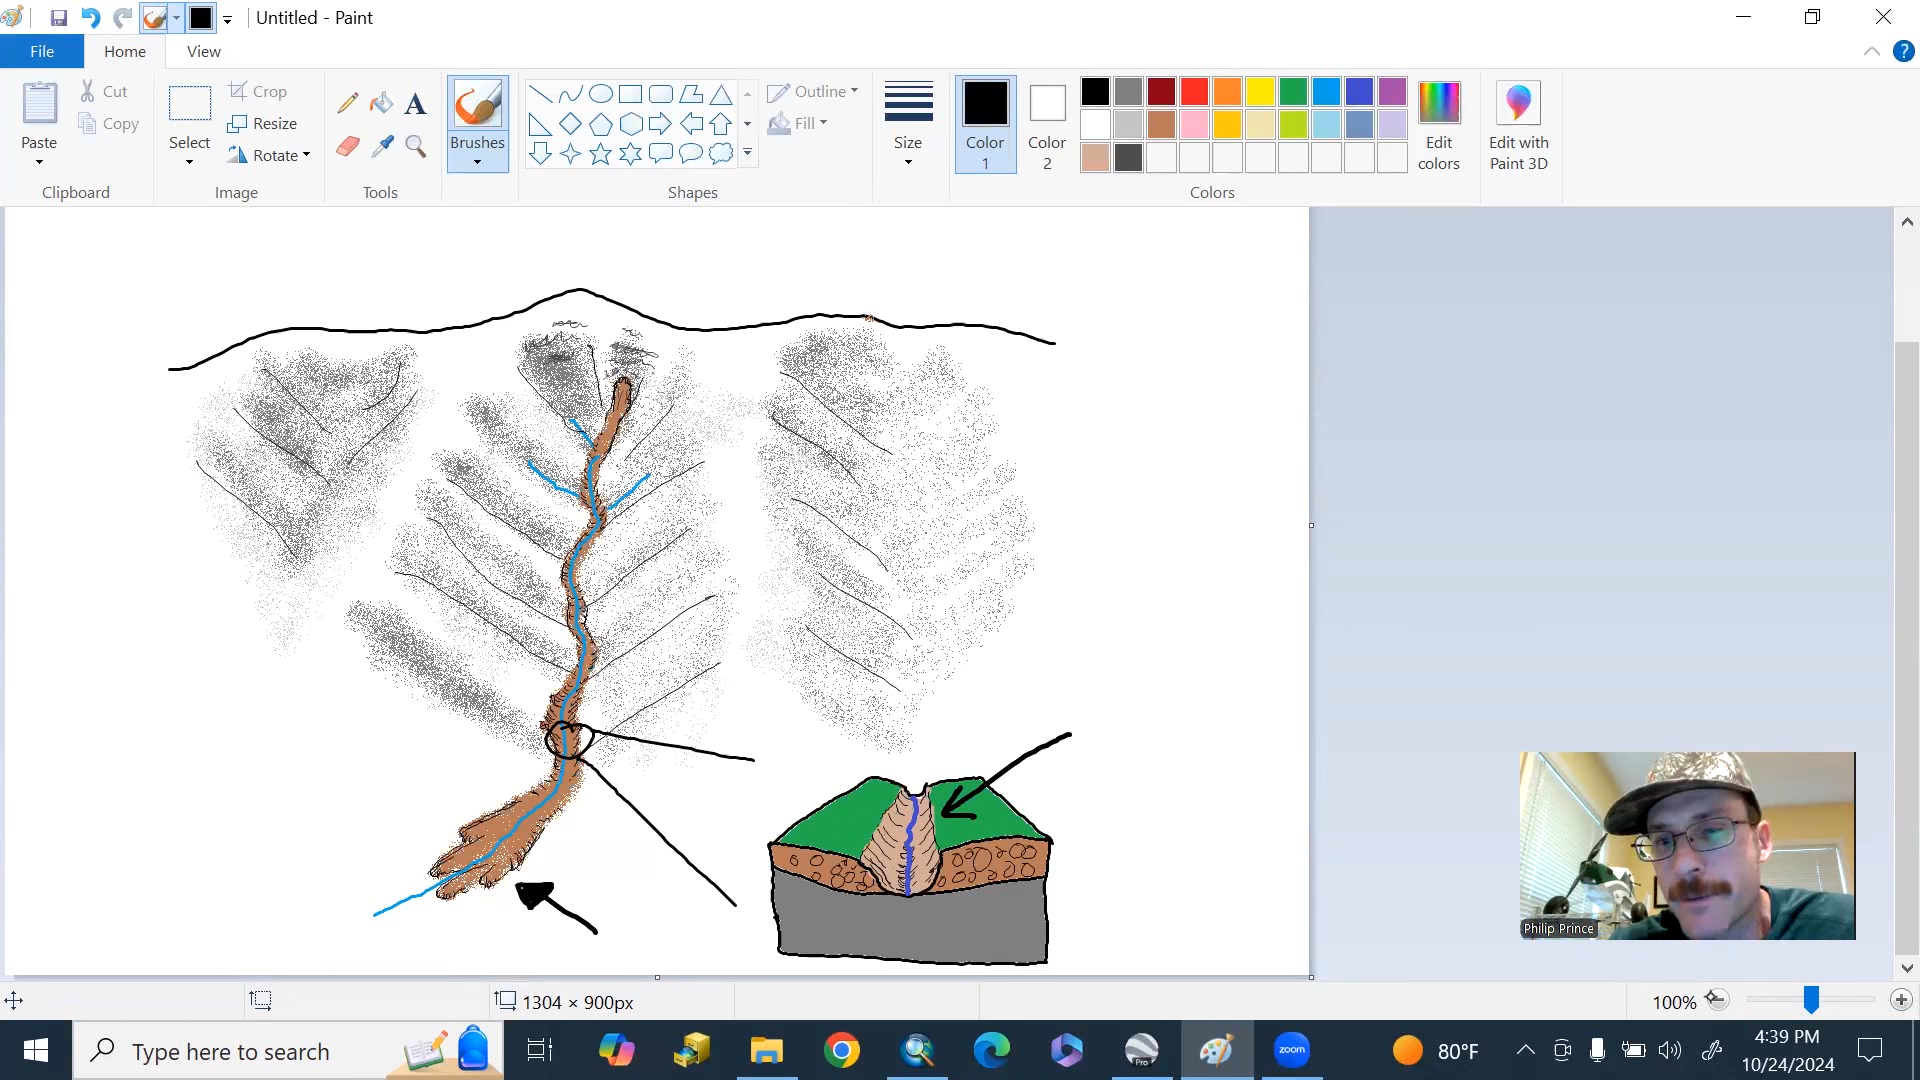 Untitled - Paint
File
Home
View
Paste
Cut
Copy
Clipboard
Select
Crop
Resize
Rotate
Image
A
Tools
Brushes
Outline
Fill
Shapes
Size
Color
1
Color
2
Edit
colors
Colors
Edit with
Paint 3D
?
Philip Prince
1304 × 900px
100%
Type here to search
Pro
zoom
80°F
4:39 PM
10/24/2024